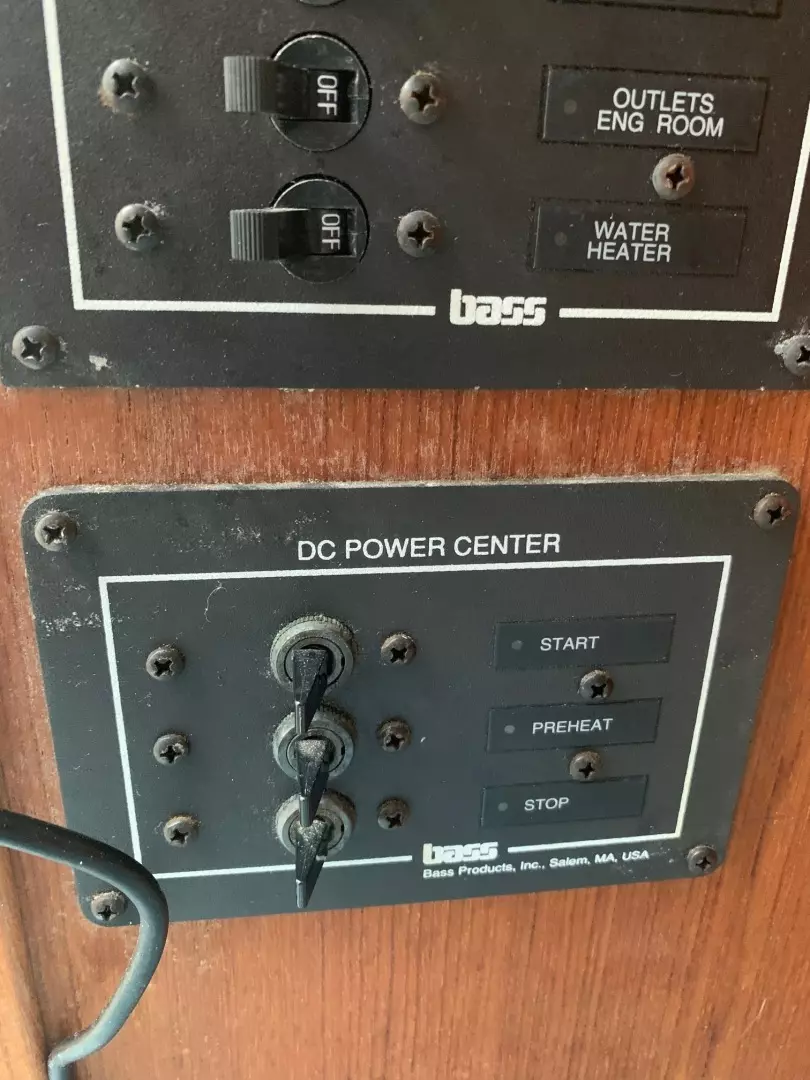 OFF
OUTLETS
ENG ROOM
OFF
WATER
HEATER
bass
DC POWER CENTER
START
PREHEAT
STOP
bass
Bass Products, Inc., Salem, MA, USA